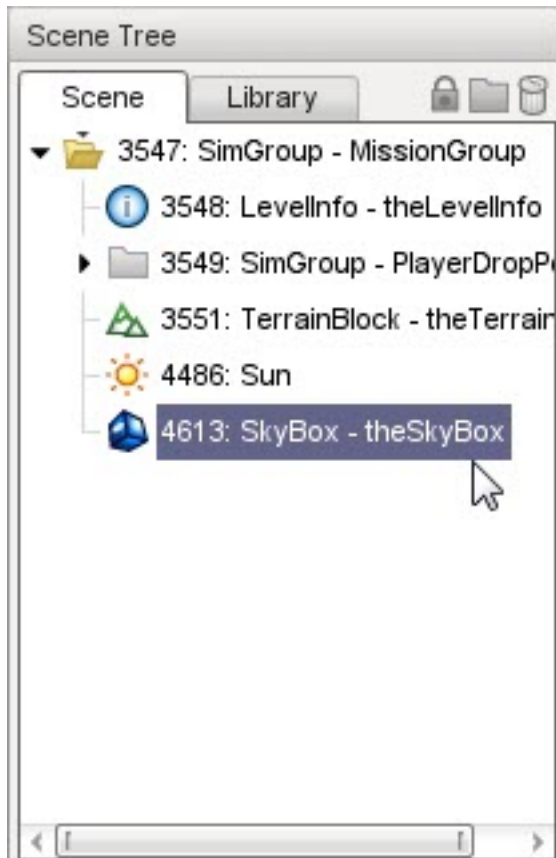 Scene Tree
Scene Library
3547: SimGroup - MissionGroup
3548: LevelInfo - theLevelInfo
3549: SimGroup - PlayerDropP
3551: TerrainBlock - theTerrain
4486: Sun
4613: SkyBox - theSkyBox